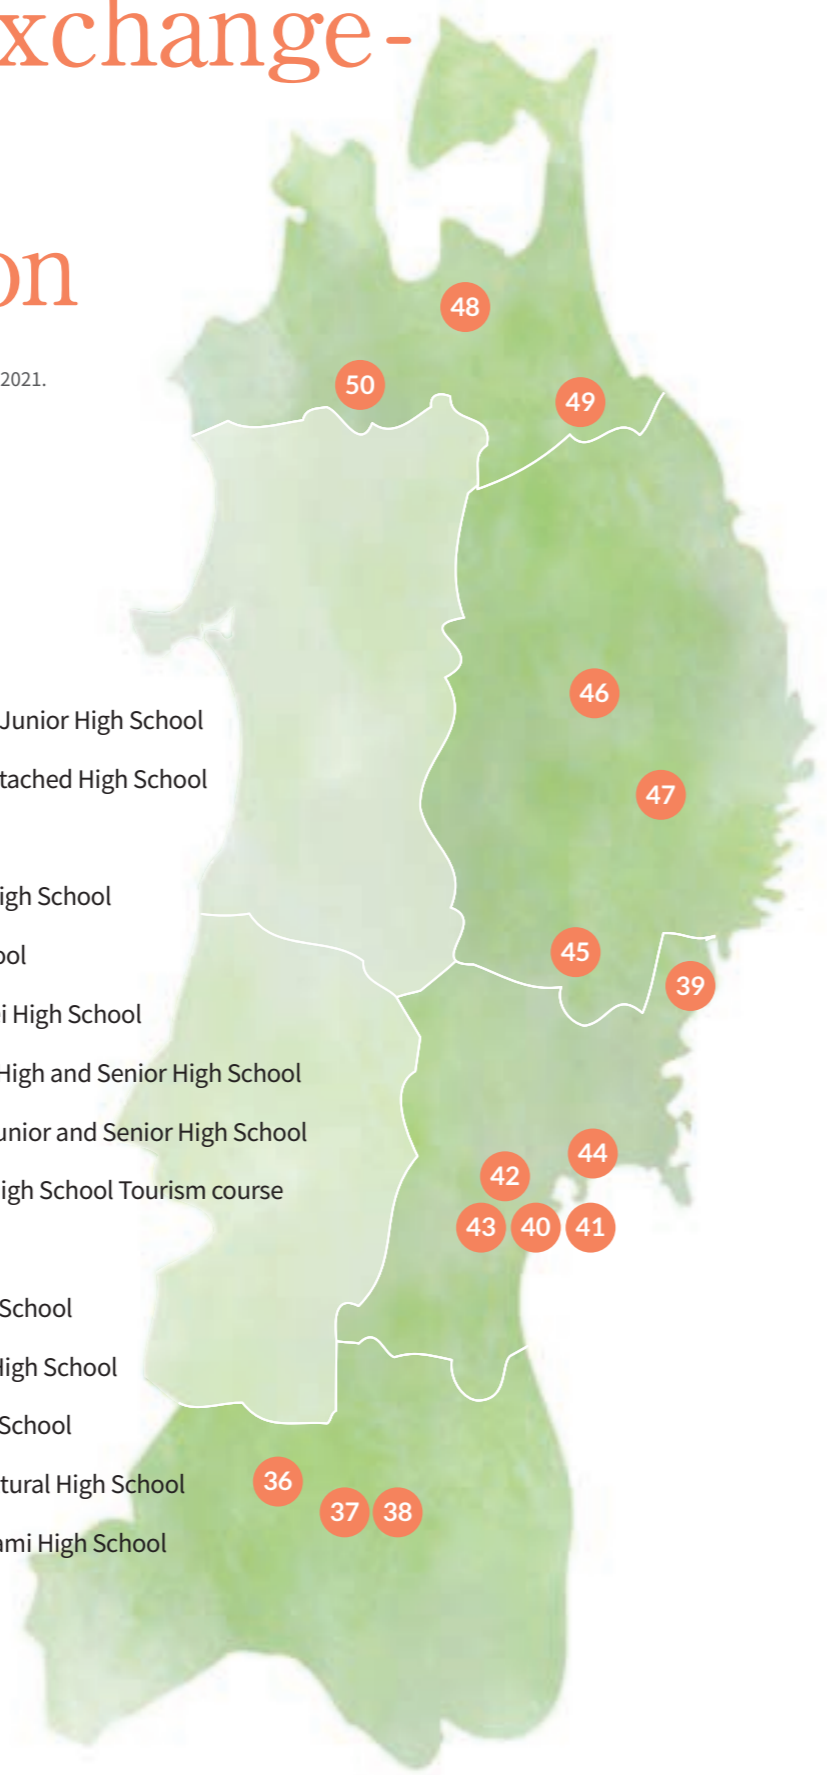 xchange-
on
2021.
48
50
49
46
Junior High School
tached High School
47
igh School
ool
45
39
i High School
High and Senior High School
unior and Senior High School
44
42
igh School Tourism course
43 40 41
School
High School
School
36
tural High School
37 38
ami High School